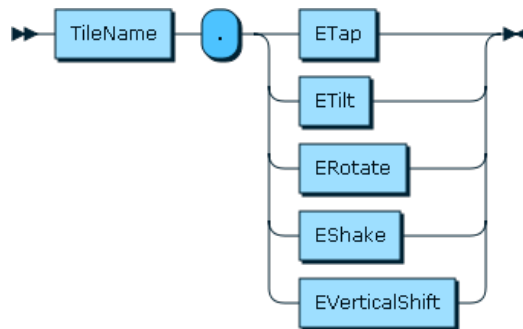 TileName . ETap
ETilt
ERotate
EShake
EVerticalShift